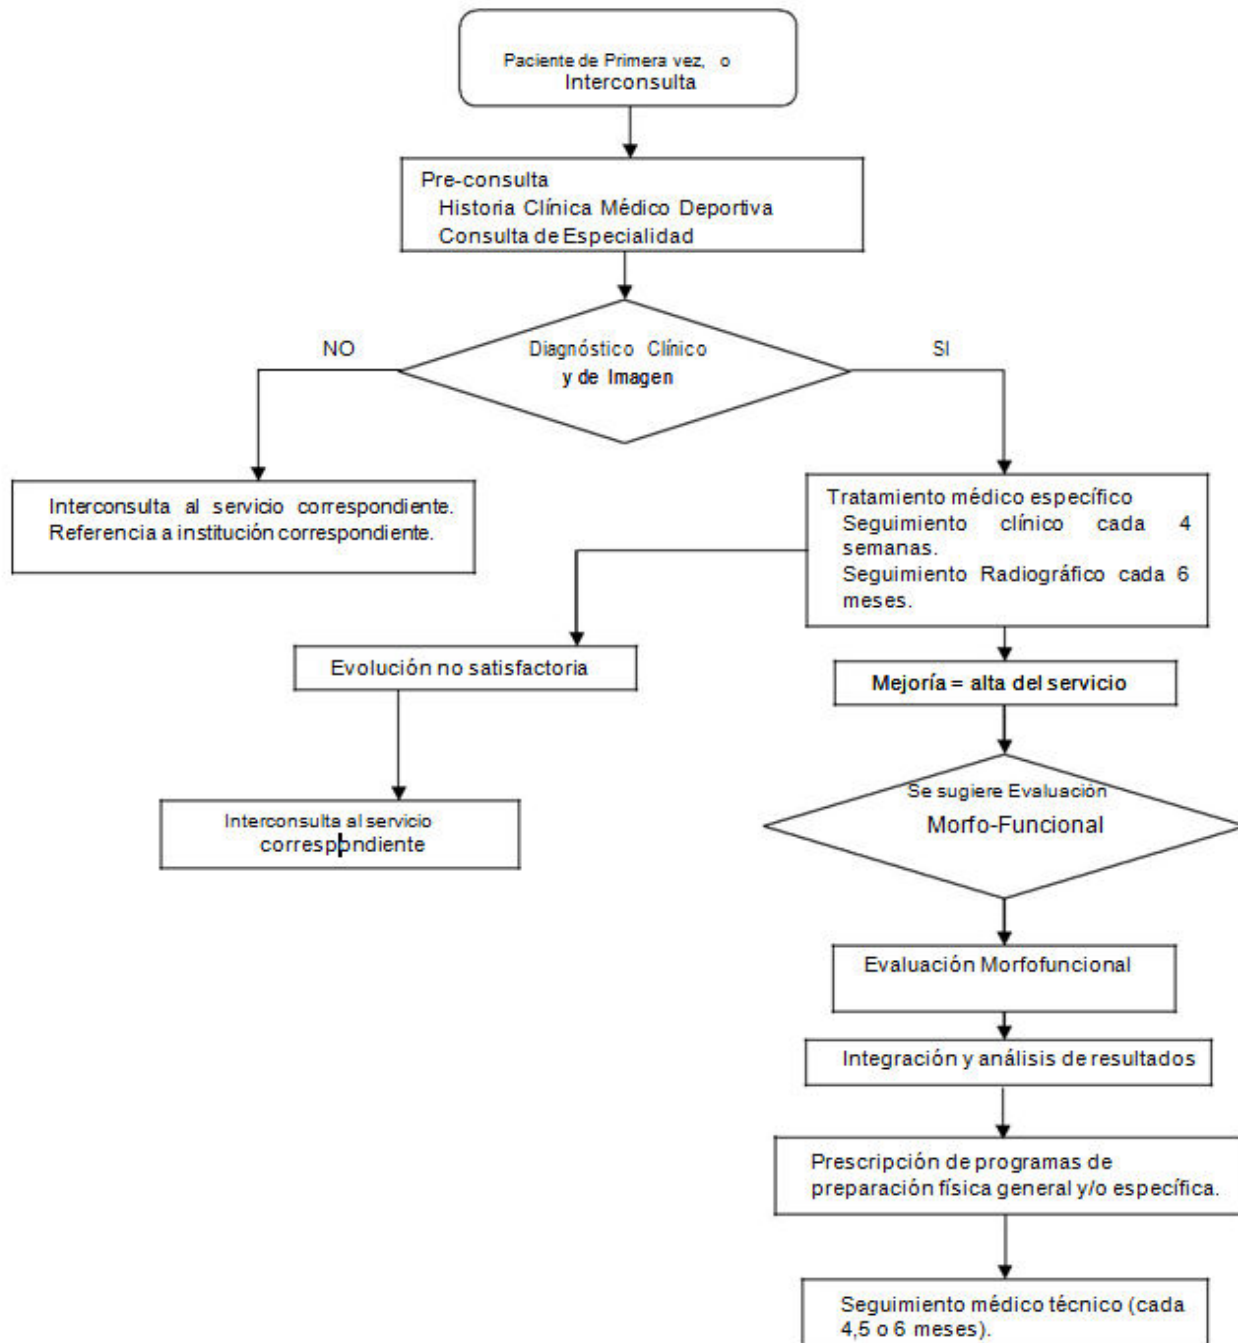 Paciente de Primera vez, o
Interconsulta
Pre-consulta
Historia Clínica Médico Deportiva
Consulta de Especialidad
NO
Diagnóstico Clínico
y de Imagen
SI
Interconsulta al servicio correspondiente.
Referencia a institución correspondiente.
Tratamiento médico específico
Seguimiento clínico cada 4
semanas.
Seguimiento Radiográfico cada 6
meses.
Evolución no satisfactoria
Mejoría = alta del servicio
Interconsulta al servicio
correspondiente
Se sugiere Evaluación
Morfo-Funcional
Evaluación Morfofuncional
Integración y análisis de resultados
Prescripción de programas de
preparación física general y/o específica.
Seguimiento médico técnico (cada
4,5 o 6 meses).